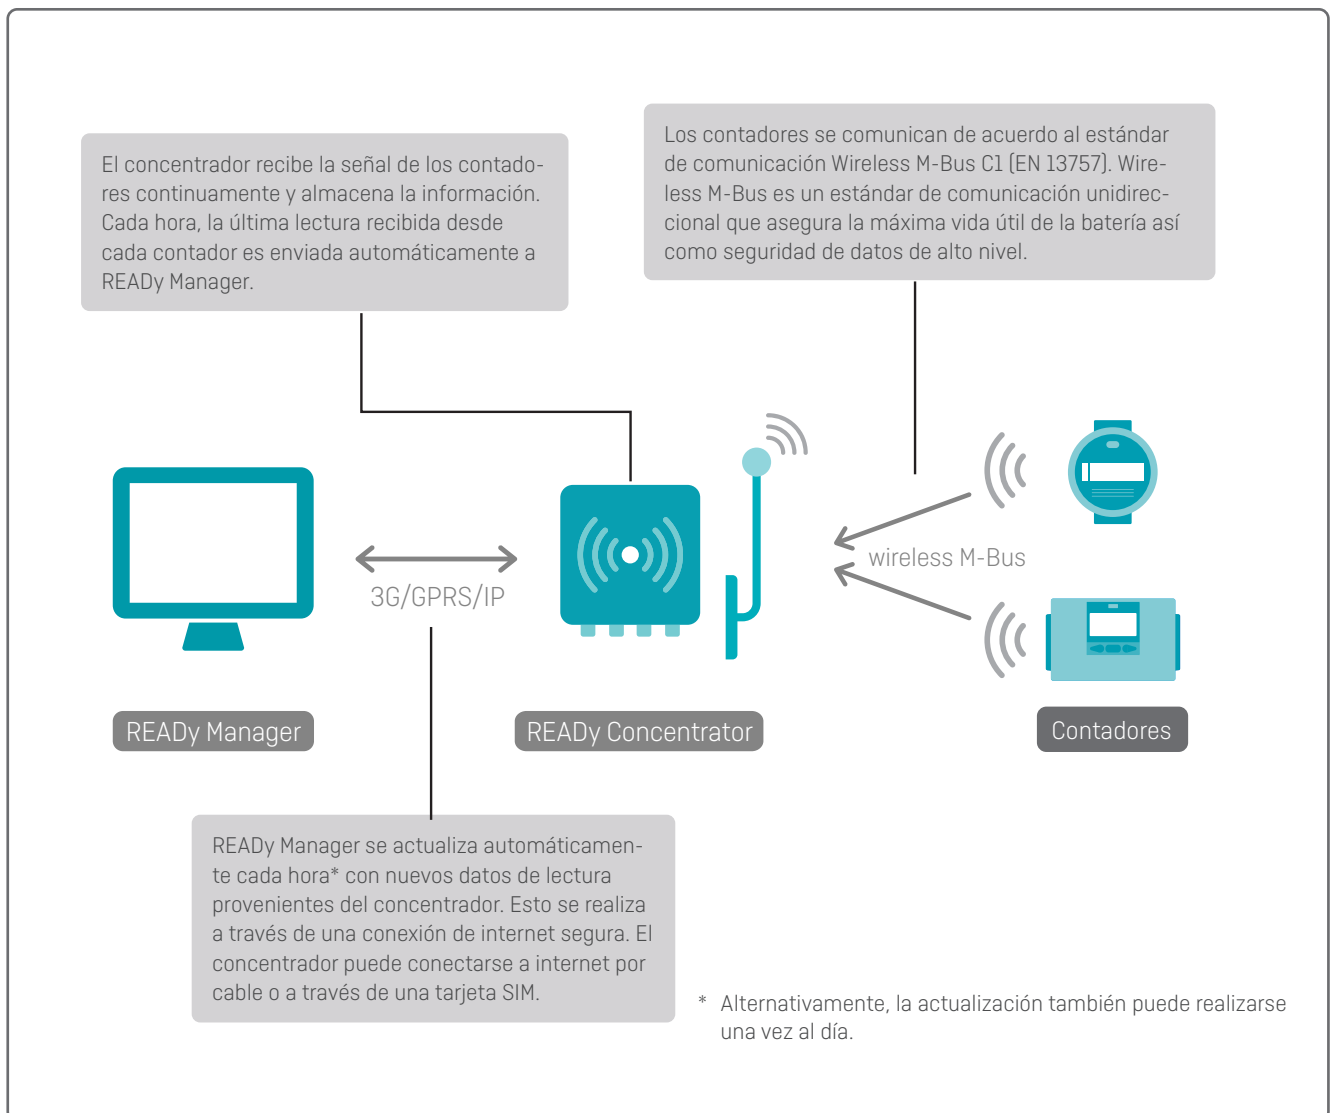 El concentrador recibe la señal de los contado-
res continuamente y almacena la información.
Cada hora, la última lectura recibida desde
cada contador es enviada automáticamente a
READy Manager.
Los contadores se comunican de acuerdo al estándar
de comunicación Wireless M-Bus C1 (EN 13757). Wire-
less M-Bus es un estándar de comunicación unidirec-
cional que asegura la máxima vida útil de la batería así
como seguridad de datos de alto nivel.
3G/GPRS/IP
wireless M-Bus
READy Manager
READy Concentrator
Contadores
READy Manager se actualiza automáticamen-
te cada hora* con nuevos datos de lectura
provenientes del concentrador. Esto se realiza
a través de una conexión de internet segura. El
concentrador puede conectarse a internet por
cable o a través de una tarjeta SIM.
* Alternativamente, la actualización también puede realizarse
una vez al día.